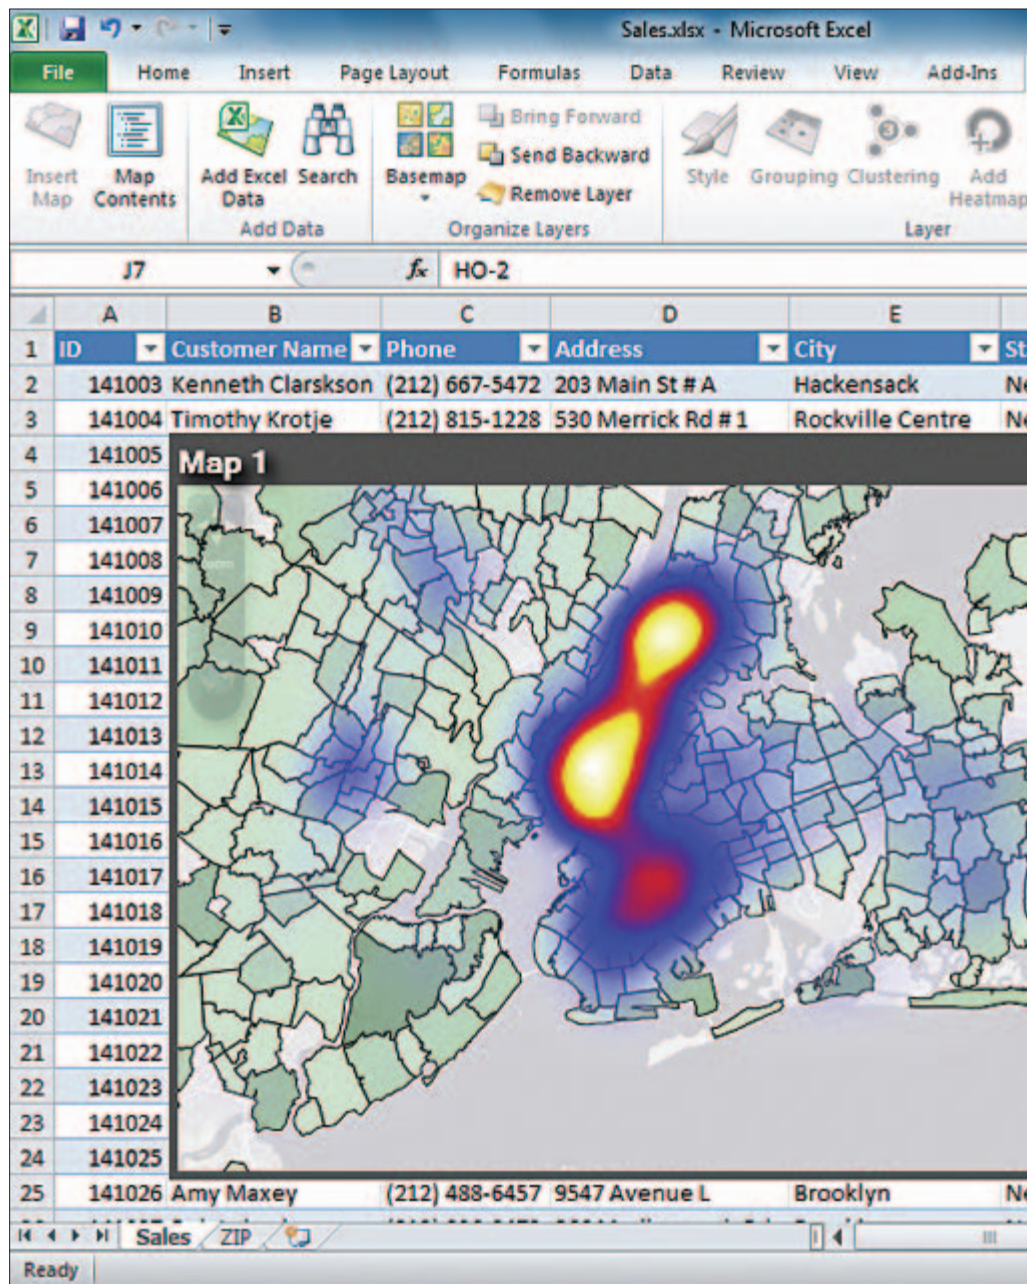 Sales.xlsx - Microsoft Excel
File Home Insert Page Layout Formulas Data Review View Add-Ins
Insert Map
Map Contents
Add Excel Data
Search
Add Data
Basemap
Bring Forward
Send Backward
Remove Layer
Organize Layers
Style
Grouping
Clustering
Add Heatmap
Layer
J7 fx HO-2
A B C D E
1 ID Customer Name Phone Address City St
2 141003 Kenneth Clarskson (212) 667-5472 203 Main St # A Hackensack Ne
3 141004 Timothy Krotje (212) 815-1228 530 Merrick Rd # 1 Rockville Centre Ne
4 141005
Map 1
5 141006
6 141007
7 141008
zoom
8 141009
9 141010
10 141011
11 141012
12 141013
13 141014
14 141015
15 141016
16 141017
17 141018
18 141019
19 141020
20 141021
21 141022
22 141023
23 141024
24 141025
25 141026 Amy Maxey (212) 488-6457 9547 Avenue L Brooklyn Ne
Sales ZIP
Ready